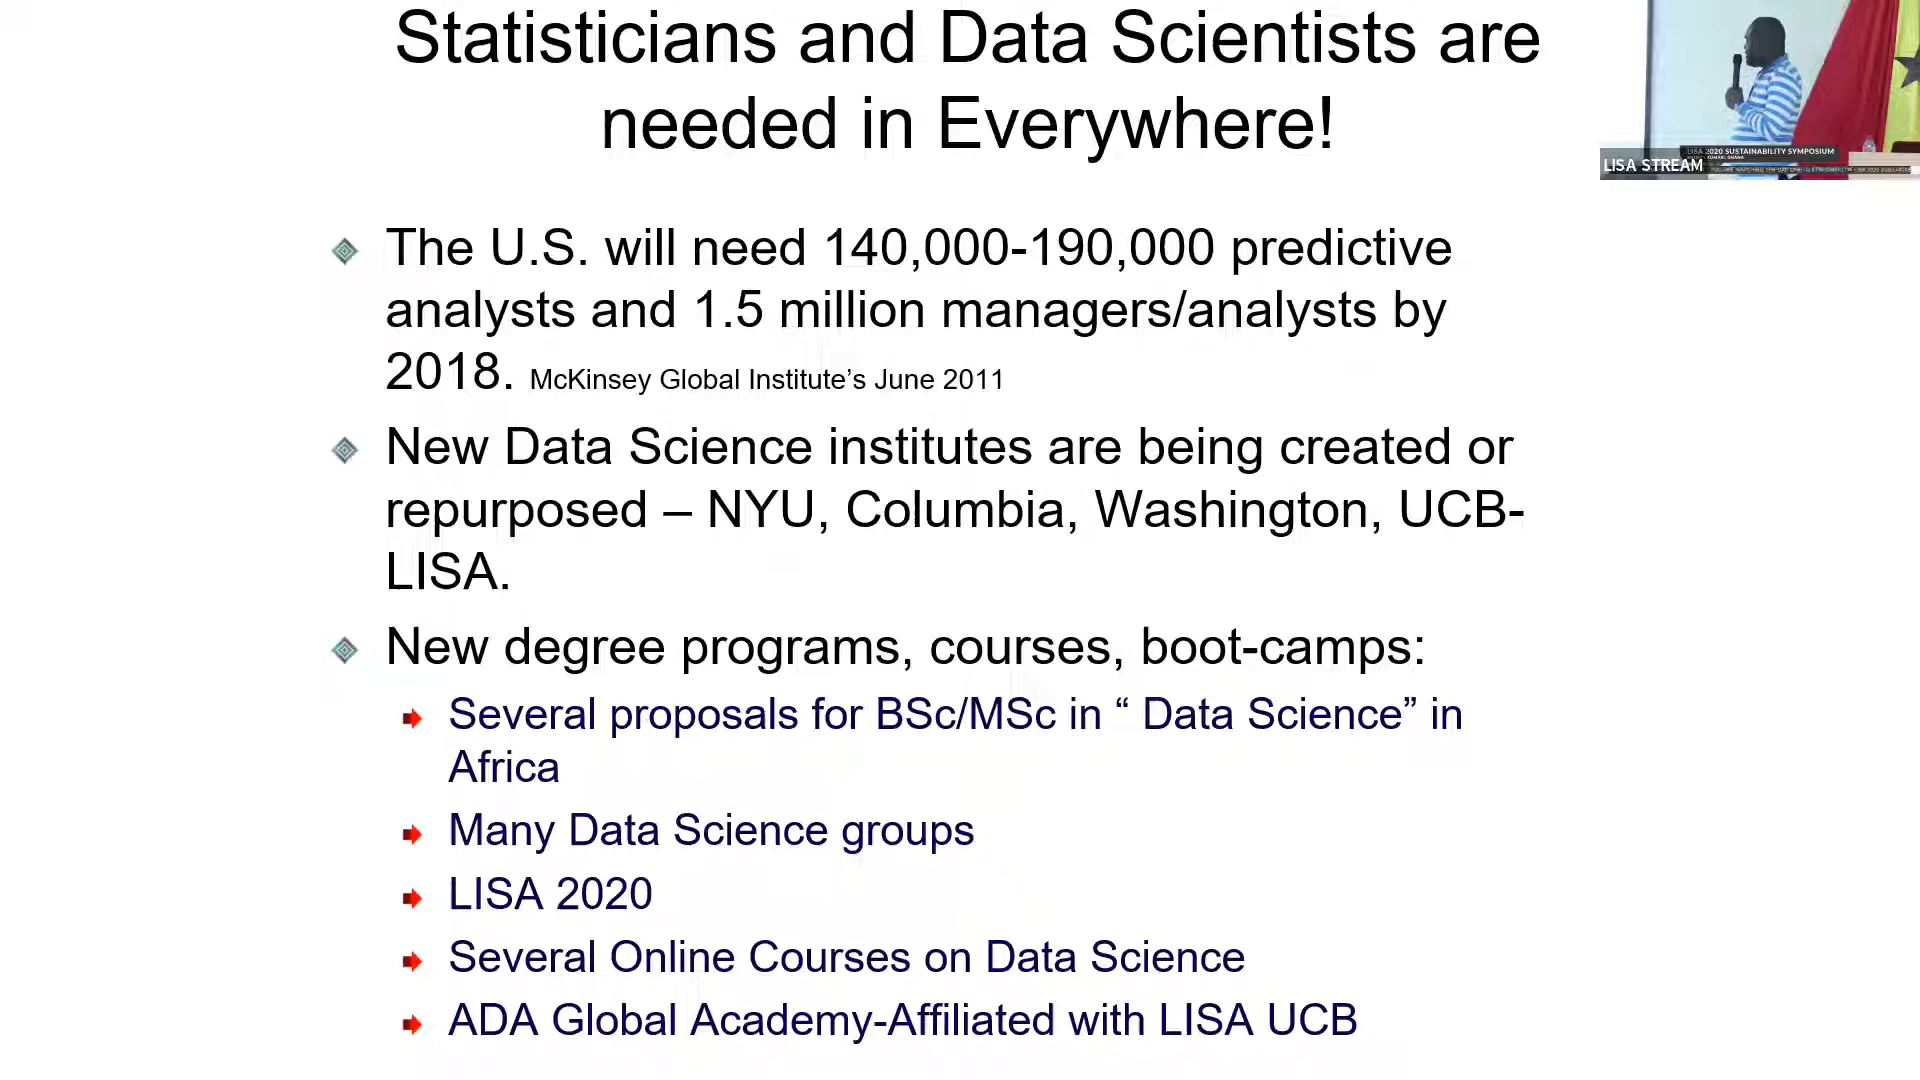 Statisticians and Data Scientists are
needed in Everywhere!
The U.S. will need 140,000-190,000 predictive
analysts and 1.5 million managers/analysts by
2018. McKinsey Global Institute’s June 2011
New Data Science institutes are being created or
repurposed – NYU, Columbia, Washington, UCB-
LISA.
New degree programs, courses, boot-camps:
Several proposals for BSc/MSc in “ Data Science” in
Africa
Many Data Science groups
LISA 2020
Several Online Courses on Data Science
ADA Global Academy-Affiliated with LISA UCB
LISA 2020 SUSTAINABILITY SYMPOSIUM
LISA STREAM